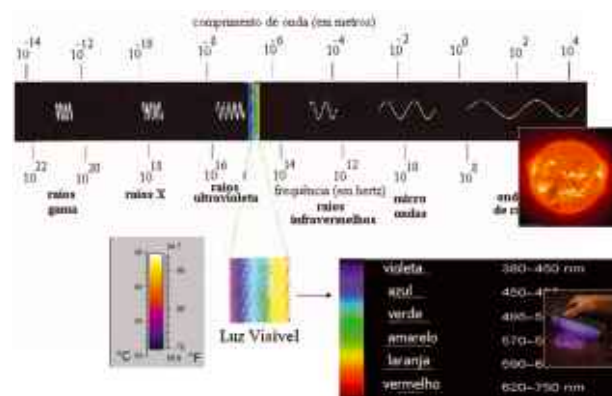 comprimento de onda (em metros)
10^-14 10^-12 10^-10 10^-8 10^-6 10^-4 10^-2 10^0 10^2 10^4
10^22 10^20 10^18 10^16 10^14 10^12 10^10 10^8
frequência (em hertz)
raios gama
raios X
raios ultravioleta
raios infravermelhos
micro ondas
°C °F
Luz Visível
violeta 380-450 nm
azul
verde
amarelo
laranja
vermelho 620-750 nm